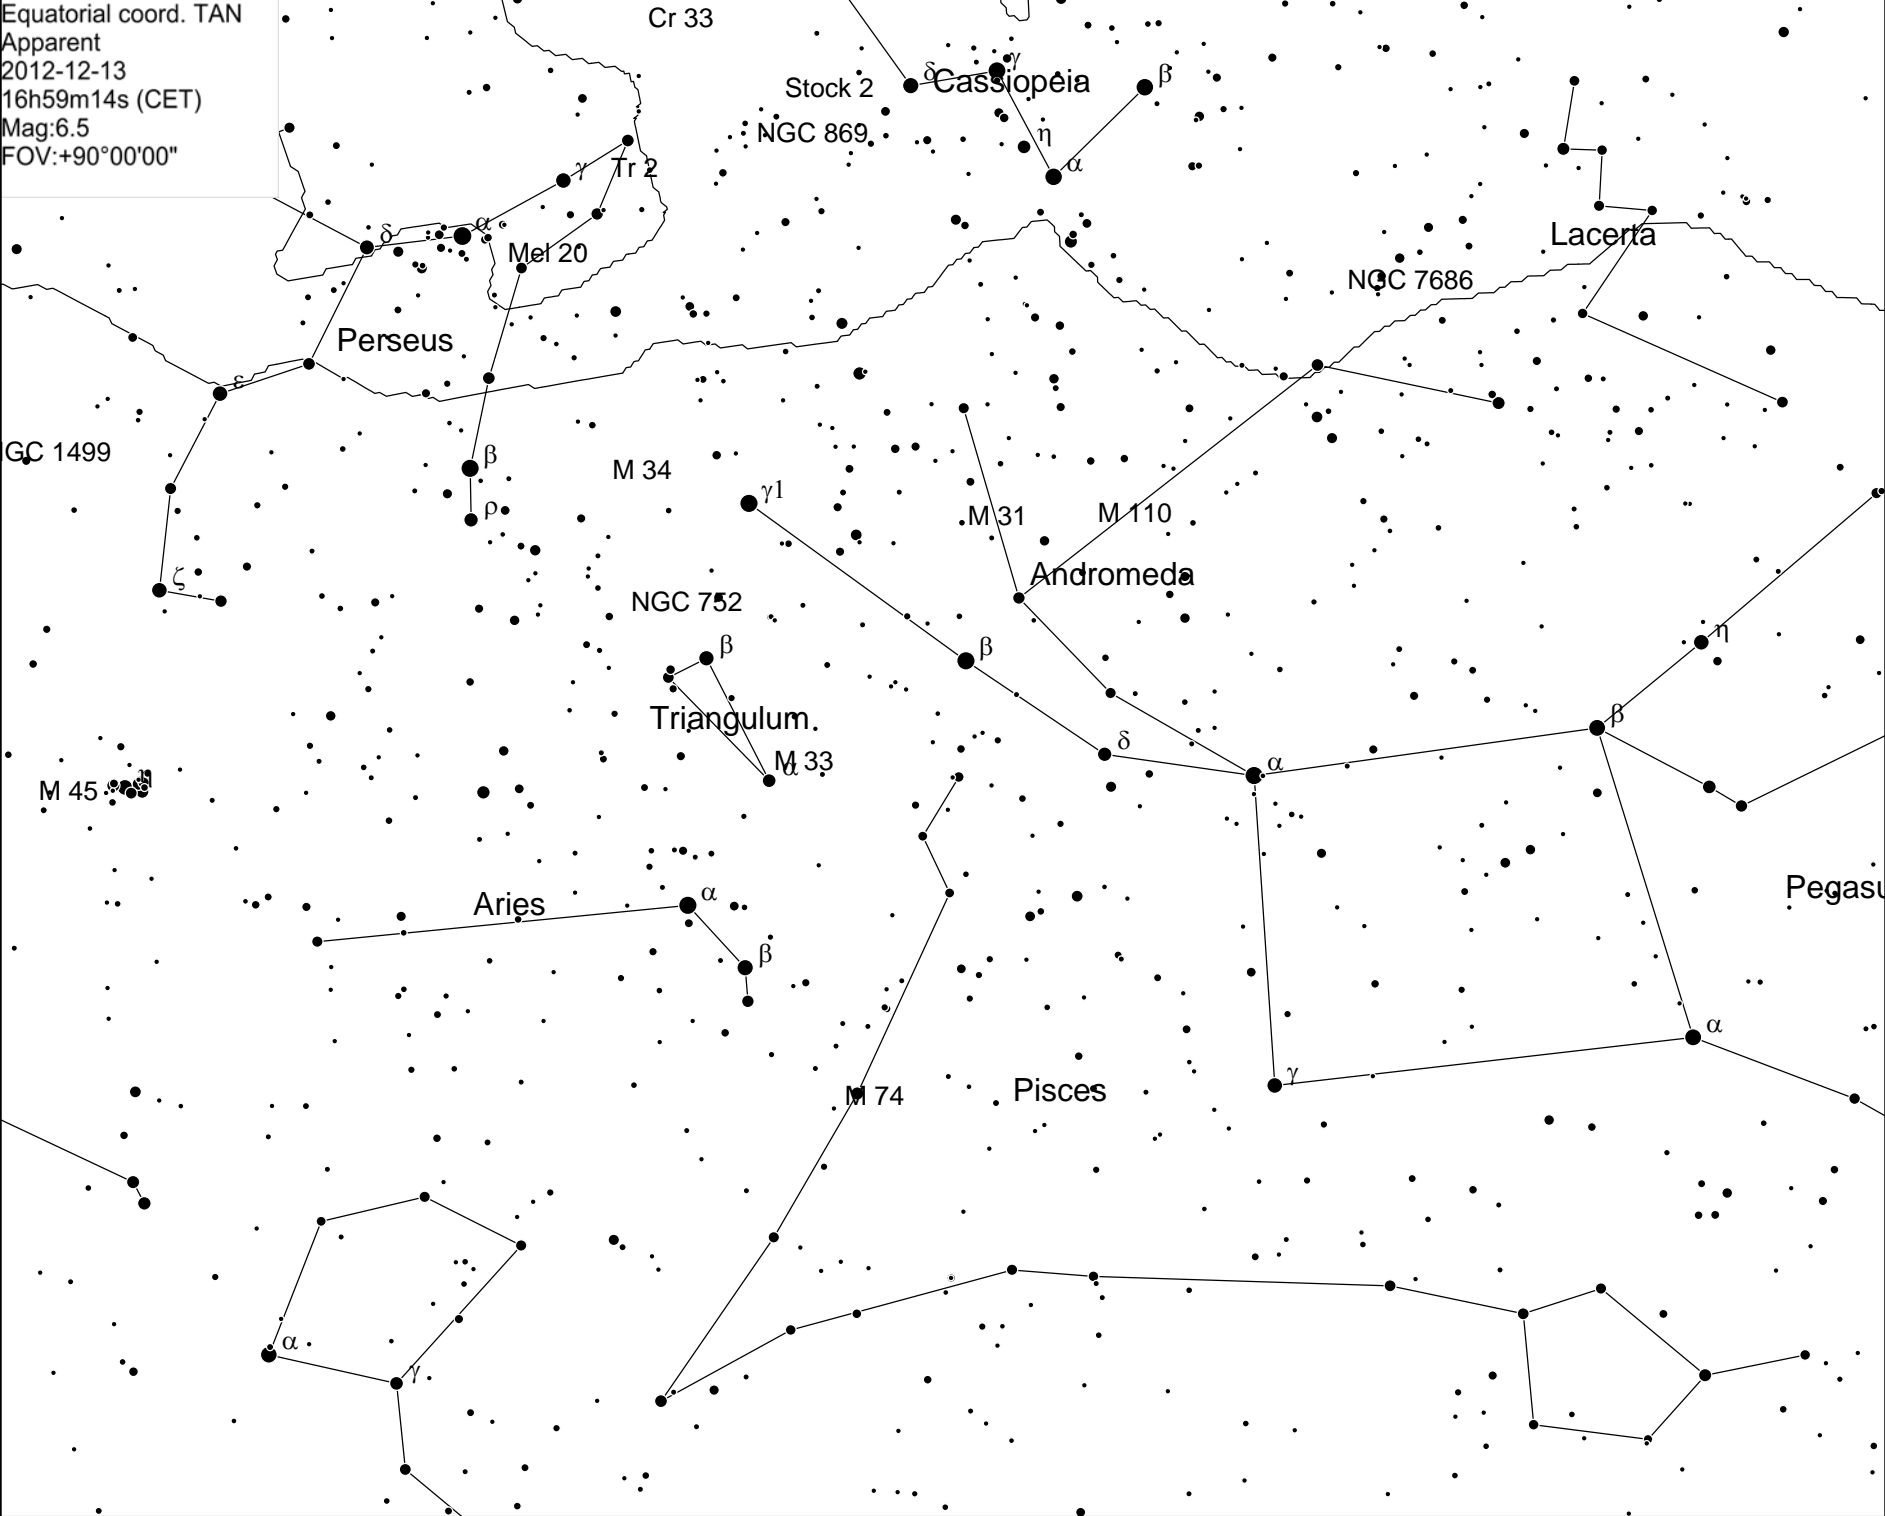 Equatorial coord. TAN
Apparent
2012-12-13
16h59m14s (CET)
Mag:6.5
FOV:+90°00'00"
Cr 33
Stock 2
δ
γ
Cassiopeia
β
NGC 869
η
α
Tr 2
γ
δ
α
Mel 20
Lacerta
NGC 7686
Perseus
ε
NGC 1499
β
M 34
γ1
ρ
M 31
M 110
Andromeda
ζ
NGC 752
β
β
η
Triangulum
δ
β
M 33
α
α
M 45
η
Aries
α
Pegasu
β
α
γ
Pisces
M 74
α
γ